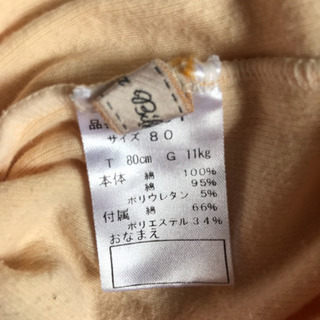 品
サイズ 80
T 80cm G 11kg
本体 綿 100%
綿 95%
ポリウレタン 5%
付属 綿 66%
ポリエステル 34%
おなまえ